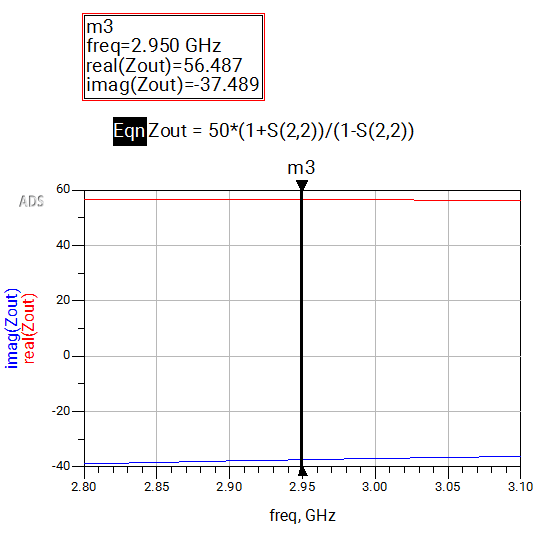 m3
freq=2.950 GHz
real(Zout)=56.487
imag(Zout)=-37.489
Eqn Zout = 50*(1+S(2,2))/(1-S(2,2))
m3
ADS
60
40
20
0
-20
-40
imag(Zout)
real(Zout)
2.80
2.85
2.90
2.95
3.00
3.05
3.10
freq, GHz